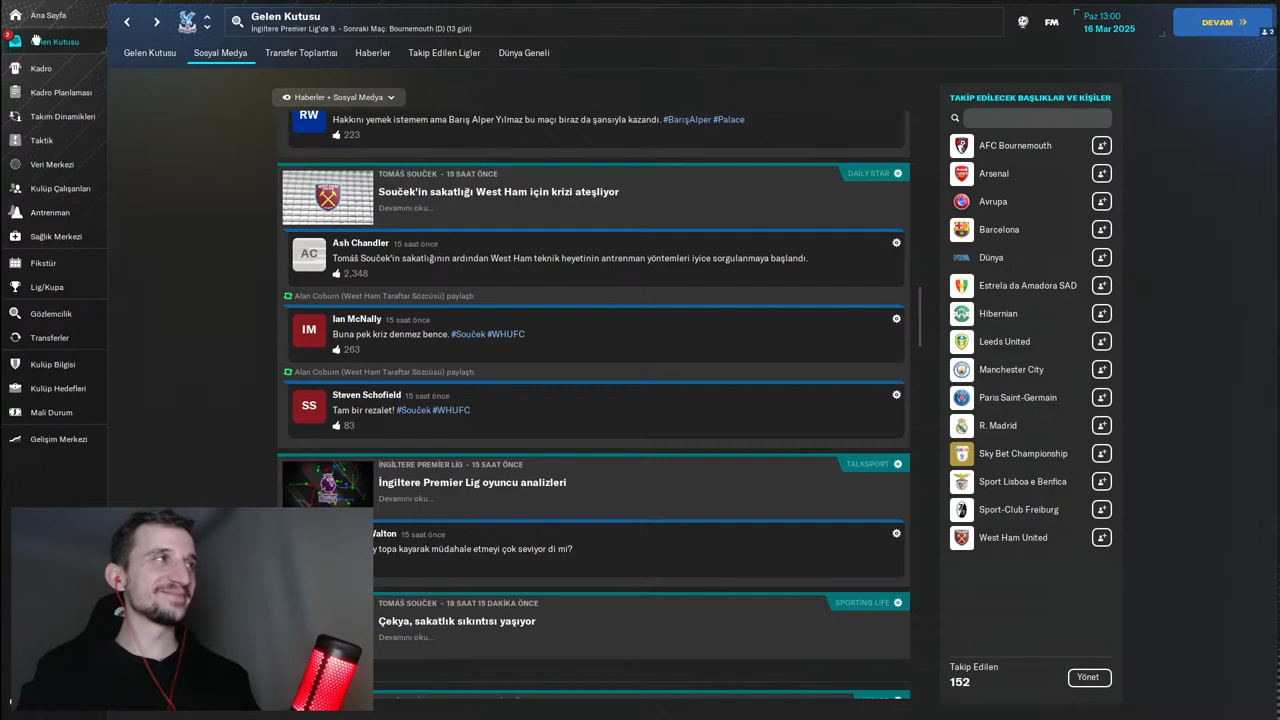 Ana Sayfa
2
Gelen Kutusu
Kadro
Kadro Planlaması
Takım Dinamikleri
Taktik
Veri Merkezi
Kulüp Çalışanları
Antrenman
Sağlık Merkezi
Fikstür
Lig/Kupa
Gözlemcilik
Transferler
Kulüp Bilgisi
Kulüp Hedefleri
Mali Durum
Gelişim Merkezi
Gelen Kutusu
İngiltere Premier Lig'de 9. - Sonraki Maç: Bournemouth (D) (13 gün)
FM
Paz 13:00
16 Mar 2025
DEVAM
2
Gelen Kutusu
Sosyal Medya
Transfer Toplantısı
Haberler
Takip Edilen Ligler
Dünya Geneli
Haberler + Sosyal Medya
RW
Hakkını yemek istemem ama Barış Alper Yılmaz bu maçı biraz da şansıyla kazandı. #BarışAlper #Palace
223
TOMÁŠ SOUČEK - 15 SAAT ÖNCE
DAILY STAR
Souček'in sakatlığı West Ham için krizi ateşliyor
Devamını oku...
AC
Ash Chandler 15 saat önce
Tomáš Souček'in sakatlığının ardından West Ham teknik heyetinin antrenman yöntemleri iyice sorgulanmaya başlandı.
2,348
Alan Coburn (West Ham Taraftar Sözcüsü) paylaştı
IM
Ian McNally 15 saat önce
Buna pek kriz denmez bence. #Souček #WHUFC
263
Alan Coburn (West Ham Taraftar Sözcüsü) paylaştı
SS
Steven Schofield 15 saat önce
Tam bir rezalet! #Souček #WHUFC
83
İNGİLTERE PREMİER LİG - 15 SAAT ÖNCE
TALKSPORT
İngiltere Premier Lig oyuncu analizleri
Devamını oku...
Walton 15 saat önce
topa kayarak müdahale etmeyi çok seviyor di mi?
TOMÁŠ SOUČEK - 18 SAAT 15 DAKİKA ÖNCE
SPORTİNG LİFE
Çekya, sakatlık sıkıntısı yaşıyor
Devamını oku...
TAKİP EDİLECEK BAŞLIKLAR VE KİŞİLER
AFC Bournemouth
Arsenal
Avrupa
Barcelona
Dünya
Estrela da Amadora SAD
Hibernian
Leeds United
Manchester City
Paris Saint-Germain
R. Madrid
Sky Bet Championship
Sport Lisboa e Benfica
Sport-Club Freiburg
West Ham United
Takip Edilen
152
Yönet